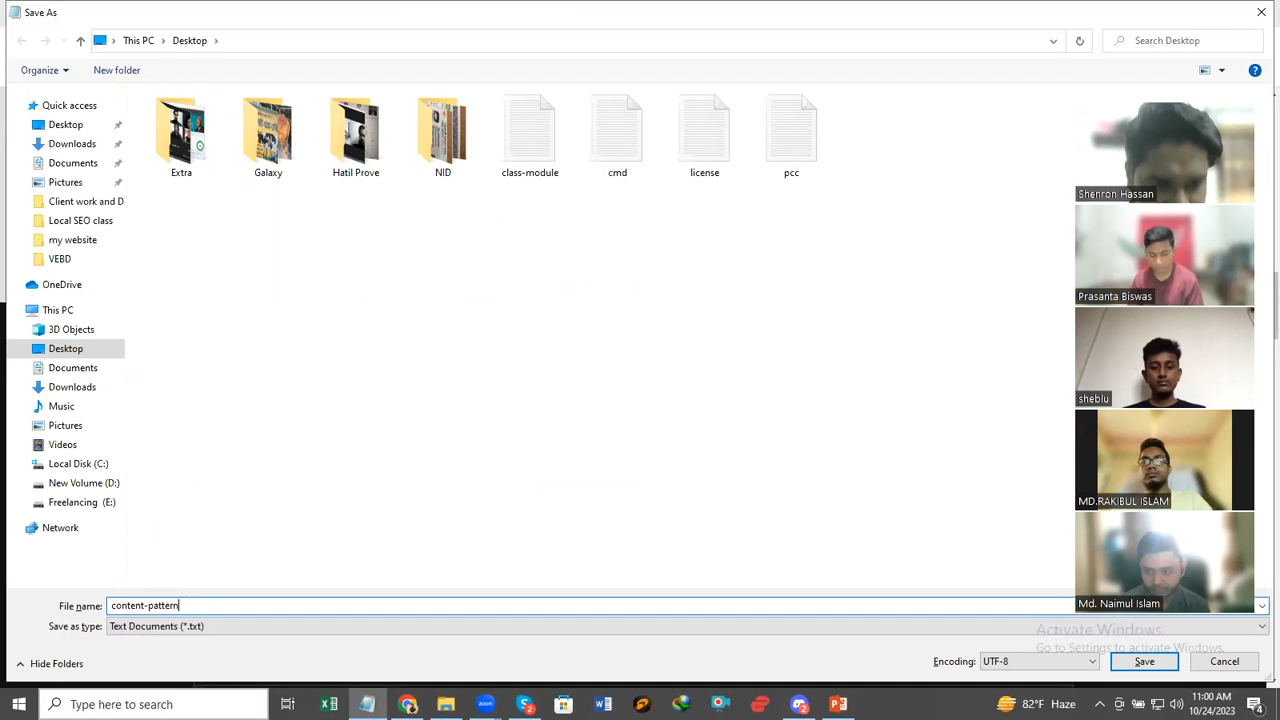 Save As
This PC
Desktop
Search Desktop
Organize
New folder
Quick access
Desktop
Downloads
Documents
Pictures
Client work and D
Local SEO class
my website
VEBD
OneDrive
This PC
3D Objects
Desktop
Documents
Downloads
Music
Pictures
Videos
Local Disk (C:)
New Volume (D:)
Freelancing (E:)
Network
Extra
Galaxy
Hatil Prove
NID
class-module
cmd
license
pcc
Shenron Hassan
Prasanta Biswas
sheblu
MD.RAKIBUL ISLAM
Md. Naimul Islam
File name: content-pattern
Save as type: Text Documents (*.txt)
Activate Windows
Go to Settings to activate Windows.
Hide Folders
Encoding: UTF-8
Save
Cancel
Type here to search
82°F Haze
11:00 AM
10/24/2023
4